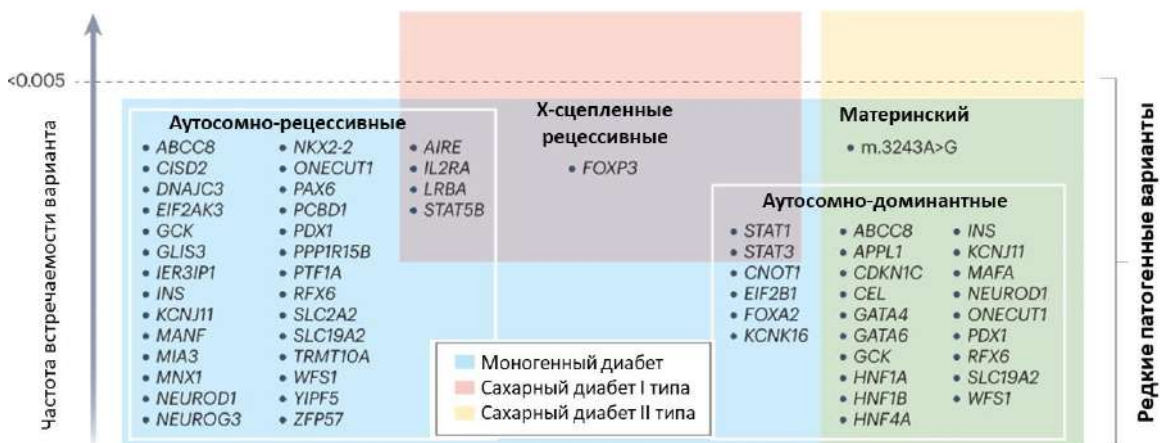 <0.005
Частота встречаемости варианта
Аутосомно-рецессивные
• ABCC8
• CISD2
• DNAJC3
• EIF2AK3
• GCK
• GLIS3
• IER3IP1
• INS
• KCNJ11
• MANF
• MIA3
• MNX1
• NEUROD1
• NEUROG3
• NKX2-2
• ONECUT1
• PAX6
• PCBD1
• PDX1
• PPP1R15B
• PTF1A
• RFX6
• SLC2A2
• SLC19A2
• TRMT10A
• WFS1
• YIPF5
• ZFP57
• AIRE
• IL2RA
• LRBA
• STAT5B
Х-сцепленные
рецессивные
• FOXP3
Материнский
• m.3243A>G
Аутосомно-доминантные
• STAT1
• STAT3
• CNOT1
• EIF2B1
• FOXA2
• KCNK16
• ABCC8
• APPL1
• CDKN1C
• CEL
• GATA4
• GATA6
• GCK
• HNF1A
• HNF1B
• HNF4A
• INS
• KCNJ11
• MAFA
• NEUROD1
• ONECUT1
• PDX1
• RFX6
• SLC19A2
• WFS1
Моногенный диабет
Сахарный диабет I типа
Сахарный диабет II типа
Редкие патогенные варианты